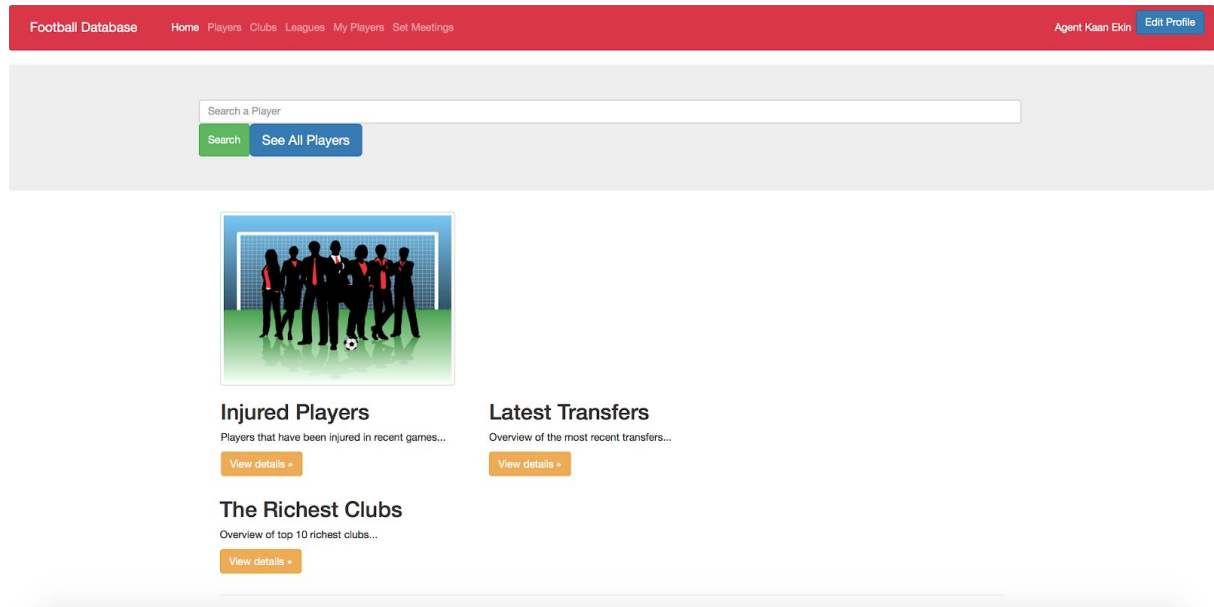 Football Database Home Players Clubs Leagues My Players Set Meetings Agent Kaan Ekin Edit Profile
Search a Player
Search See All Players
Injured Players Latest Transfers
Players that have been injured in recent games... Overview of the most recent transfers...
View details » View details »
The Richest Clubs
Overview of top 10 richest clubs...
View details »